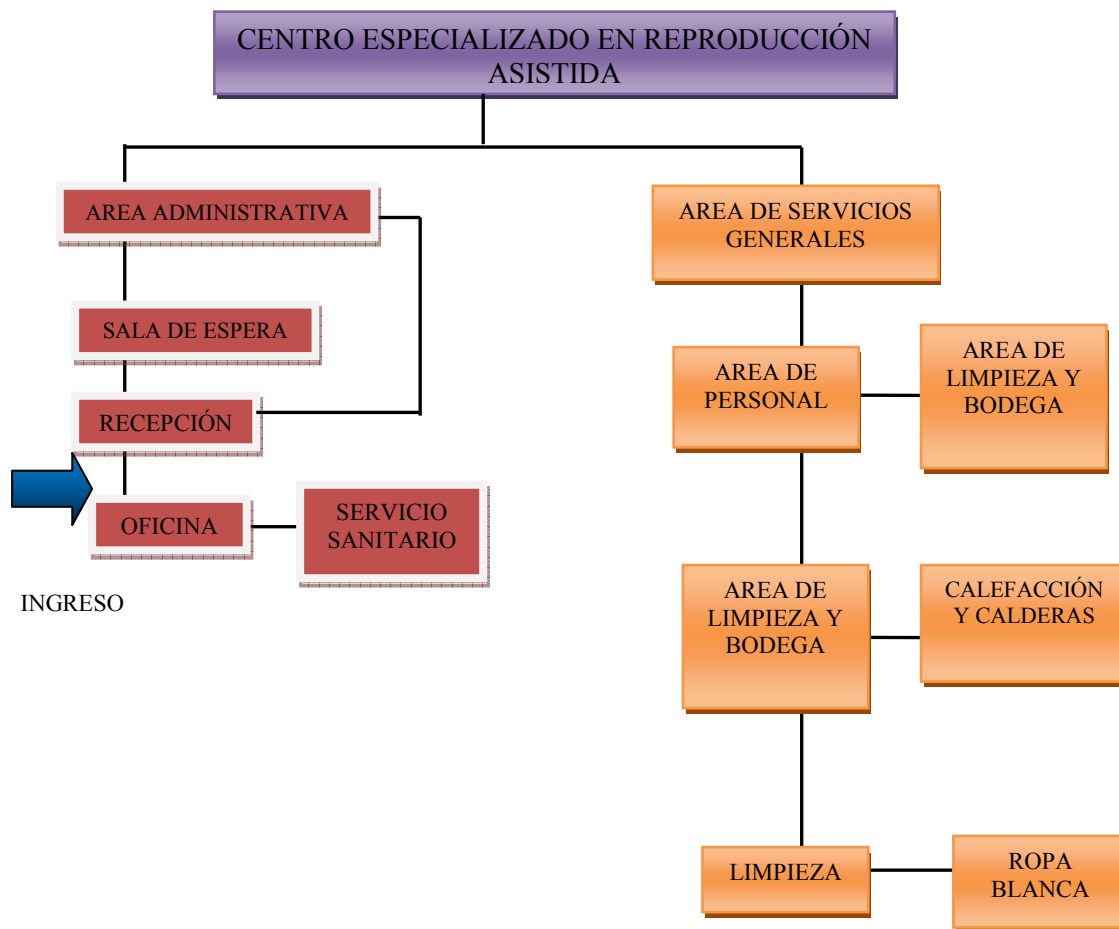 CENTRO ESPECIALIZADO EN REPRODUCCIÓN
ASISTIDA
AREA ADMINISTRATIVA
SALA DE ESPERA
RECEPCIÓN
OFICINA
SERVICIO
SANITARIO
INGRESO
AREA DE SERVICIOS
GENERALES
AREA DE
PERSONAL
AREA DE
LIMPIEZA Y
BODEGA
AREA DE
LIMPIEZA Y
BODEGA
CALEFACCIÓN
Y CALDERAS
LIMPIEZA
ROPA
BLANCA